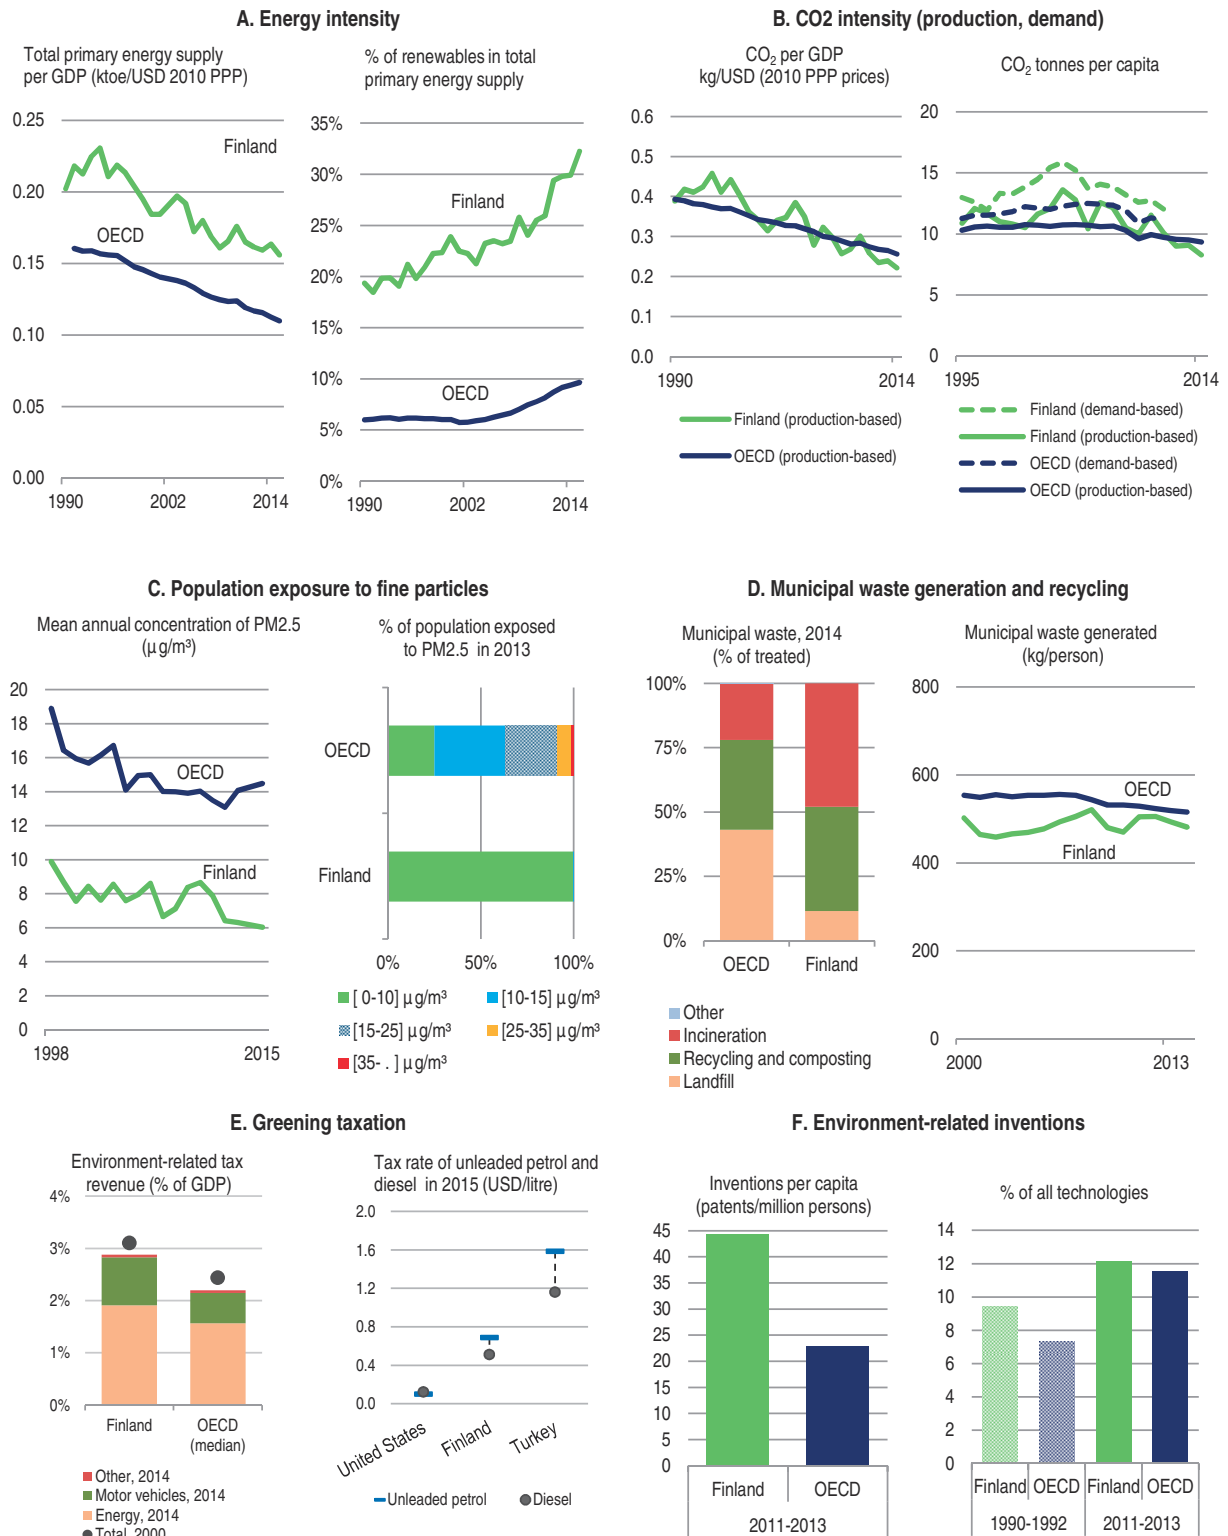 A. Energy intensity
Total primary energy supply
per GDP (ktoe/USD 2010 PPP)
0.25
0.20
0.15
0.10
0.05
0.00
Finland
OECD
1990
2002
2014
% of renewables in total
primary energy supply
35%
30%
25%
20%
15%
10%
5%
0%
Finland
OECD
1990
2002
2014
B. CO2 intensity (production, demand)
CO₂ per GDP
kg/USD (2010 PPP prices)
0.6
0.5
0.4
0.3
0.2
0.1
0.0
1990
2014
Finland (production-based)
OECD (production-based)
CO₂ tonnes per capita
20
15
10
5
0
1995
2014
Finland (demand-based)
Finland (production-based)
OECD (demand-based)
OECD (production-based)
C. Population exposure to fine particles
Mean annual concentration of PM2.5
(µg/m³)
20
18
16
14
12
10
8
6
4
2
0
OECD
Finland
1998
2015
% of population exposed
to PM2.5 in 2013
OECD
Finland
0%
50%
100%
[ 0-10] µg/m³
[10-15] µg/m³
[15-25] µg/m³
[25-35] µg/m³
[35- . ] µg/m³
D. Municipal waste generation and recycling
Municipal waste, 2014
(% of treated)
100%
75%
50%
25%
0%
OECD
Finland
Other
Incineration
Recycling and composting
Landfill
Municipal waste generated
(kg/person)
800
600
400
200
0
OECD
Finland
2000
2013
E. Greening taxation
Environment-related tax
revenue (% of GDP)
4%
3%
2%
1%
0%
Finland
OECD
(median)
Other, 2014
Motor vehicles, 2014
Energy, 2014
Total, 2000
Tax rate of unleaded petrol and
diesel in 2015 (USD/litre)
2.0
1.6
1.2
0.8
0.4
0.0
United States
Finland
Turkey
Unleaded petrol
Diesel
F. Environment-related inventions
Inventions per capita
(patents/million persons)
45
40
35
30
25
20
15
10
5
0
Finland
OECD
2011-2013
% of all technologies
14
12
10
8
6
4
2
0
Finland
OECD
Finland
OECD
1990-1992
2011-2013